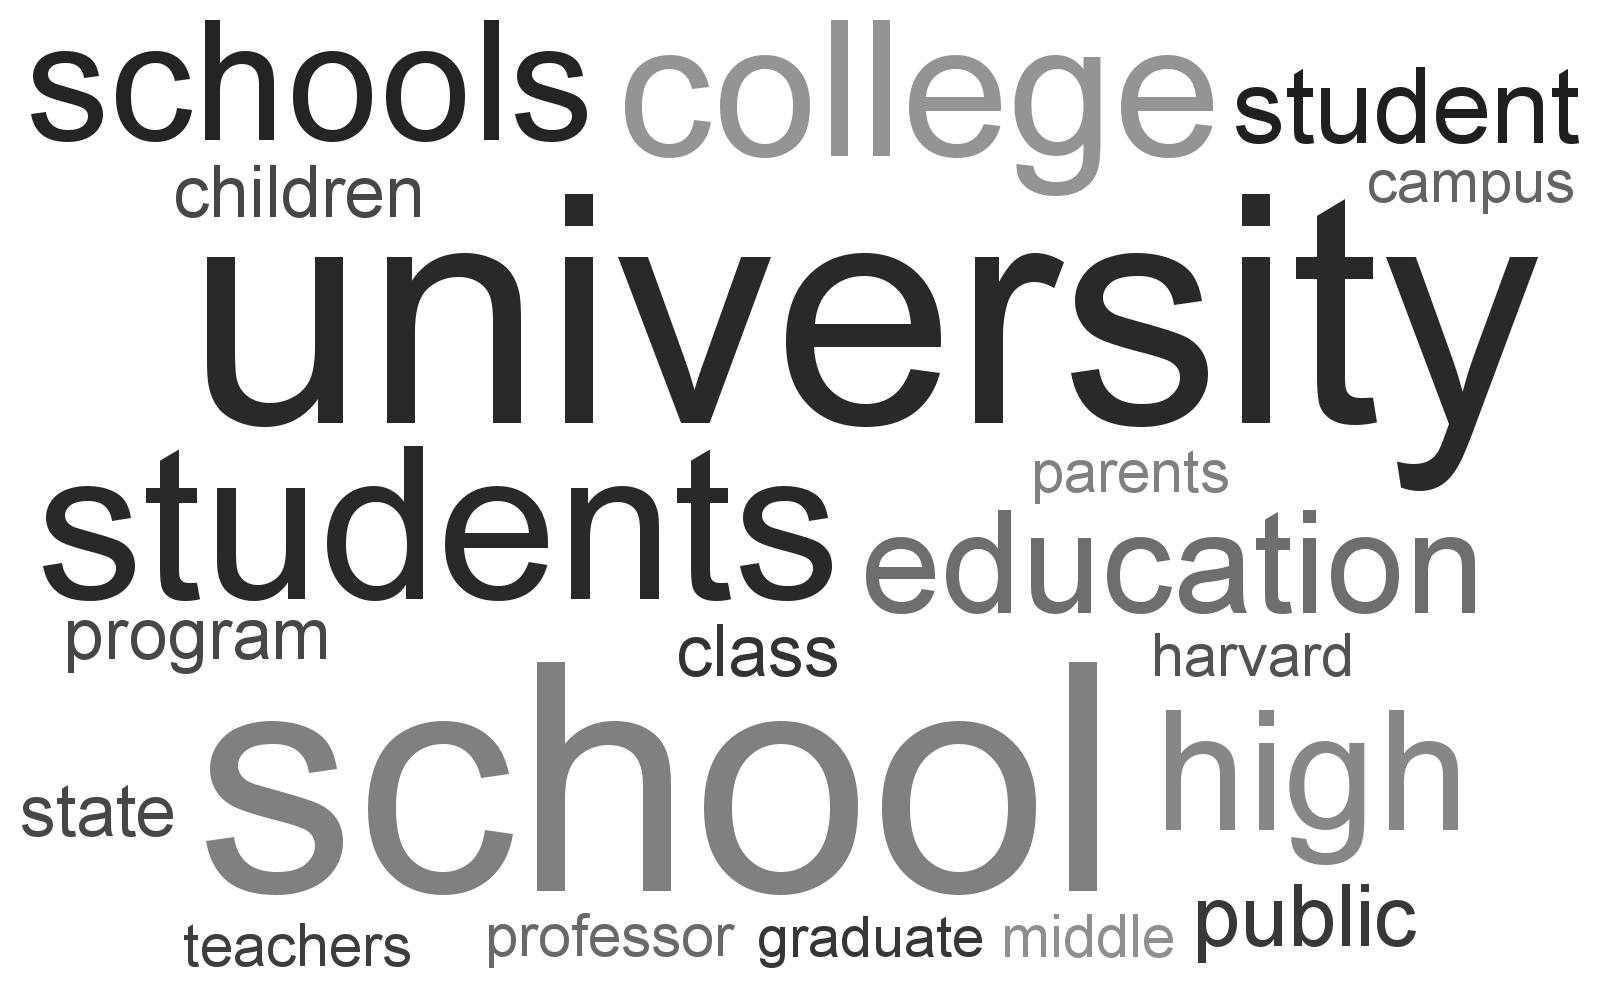 schools college student
children campus
university
students parents
education
program class harvard
school high
state
public
teachers professor graduate middle